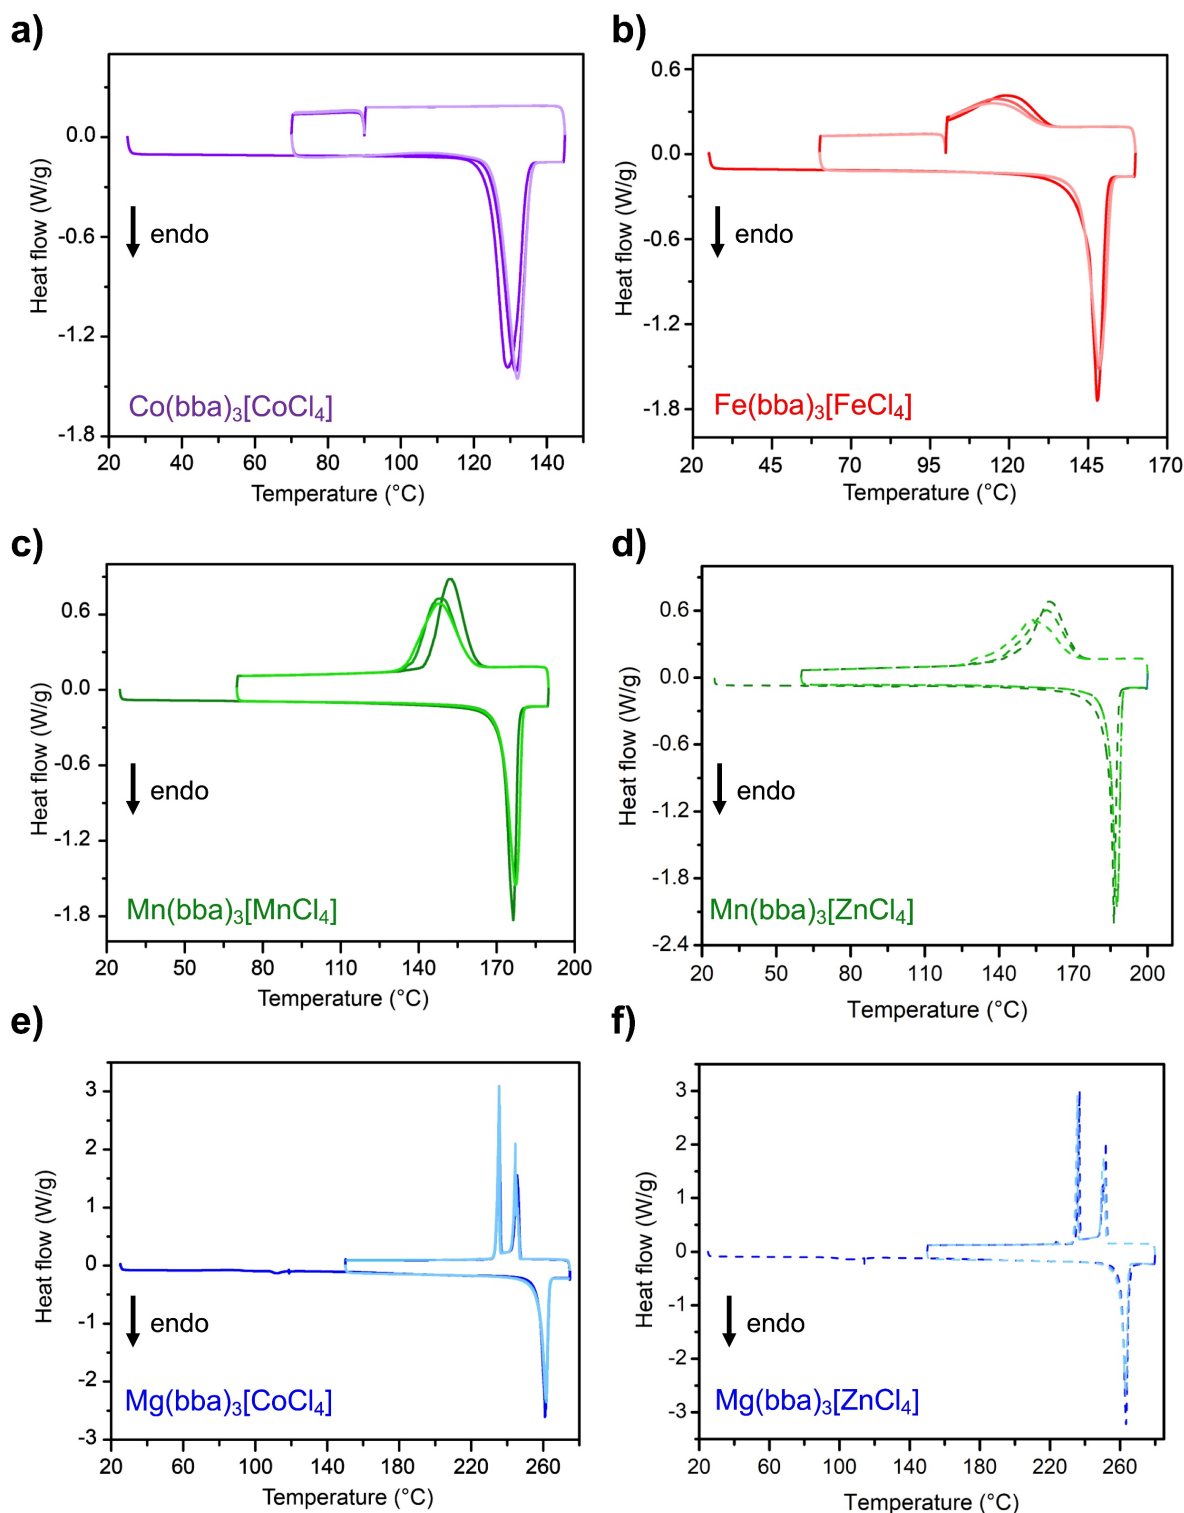 a)
0.0
-0.6
-1.2
-1.8
Heat flow (W/g)
endo
Co(bba)₃[CoCl₄]
20 40 60 80 100 120 140
Temperature (°C)
b)
0.6
0.0
-0.6
-1.2
-1.8
Heat flow (W/g)
endo
Fe(bba)₃[FeCl₄]
20 45 70 95 120 145 170
Temperature (°C)
c)
0.6
0.0
-0.6
-1.2
-1.8
Heat flow (W/g)
endo
Mn(bba)₃[MnCl₄]
20 50 80 110 140 170 200
Temperature (°C)
d)
0.6
0.0
-0.6
-1.2
-1.8
-2.4
Heat flow (W/g)
endo
Mn(bba)₃[ZnCl₄]
20 50 80 110 140 170 200
Temperature (°C)
e)
3
2
1
0
-1
-2
-3
Heat flow (W/g)
endo
Mg(bba)₃[CoCl₄]
20 60 100 140 180 220 260
Temperature (°C)
f)
3
2
1
0
-1
-2
-3
Heat flow (W/g)
endo
Mg(bba)₃[ZnCl₄]
20 60 100 140 180 220 260
Temperature (°C)